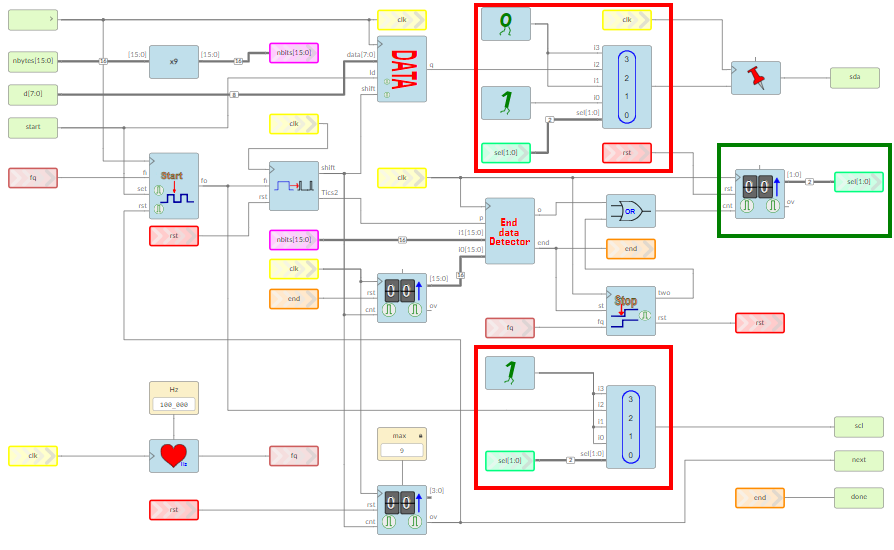 clk
0
clk
i3
nbytes[15:0]
[15:0]
16
x9
[15:0]
16
nbits[15:0]
data[7:0]
DATA
q
i2
3
2
1
0
sda
d[7:0]
8
ld
i1
shift
1
i0
start
clk
sel[1:0]
2
sel[1:0]
rst
shift
fq
fi
Start
fo
set
rst
fi
rst
Tics2
clk
[1:0]
2
sel[1:0]
00
rst
cnt
ov
rst
o
p
End
data
Detector
o
end
OR
nbits[15:0]
16
i1[15:0]
i0[15:0]
end
clk
[15:0]
16
00
end
rst
cnt
ov
Stop
two
st
fq
rst
fq
rst
1
i3
3
2
1
0
Hz
100_000
i2
i1
i0
scl
max
9
clk
Hz
fq
sel[1:0]
2
sel[1:0]
next
00
[3:0]
rst
rst
cnt
ov
end
done